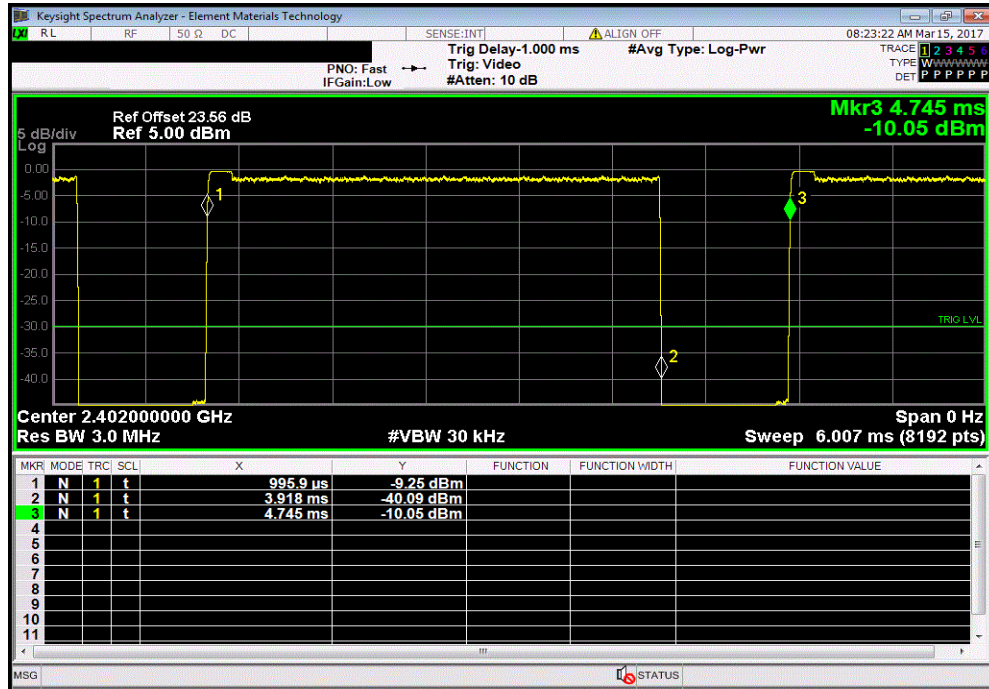 Keysight Spectrum Analyzer - Element Materials Technology
LXI RL RF 50 Ω DC SENSE:INT ALIGN OFF 08:23:22 AM Mar 15, 2017
Trig Delay-1.000 ms #Avg Type: Log-Pwr TRACE 1 2 3 4 5 6
PNO: Fast Trig: Video TYPE WWWWWW
IFGain:Low #Atten: 10 dB DET P P P P P P
Ref Offset 23.56 dB Mkr3 4.745 ms
5 dB/div Ref 5.00 dBm -10.05 dBm
Log
0.00
-5.00
1
3
-10.0
-15.0
-20.0
-25.0
-30.0
TRIG LVL
-35.0
2
-40.0
Center 2.402000000 GHz Span 0 Hz
Res BW 3.0 MHz #VBW 30 kHz Sweep 6.007 ms (8192 pts)
MKR MODE TRC SCL X Y FUNCTION FUNCTION WIDTH FUNCTION VALUE
1 N 1 t 995.9 µs -9.25 dBm
2 N 1 t 3.918 ms -40.09 dBm
3 N 1 t 4.745 ms -10.05 dBm
4
5
6
7
8
9
10
11
MSG STATUS